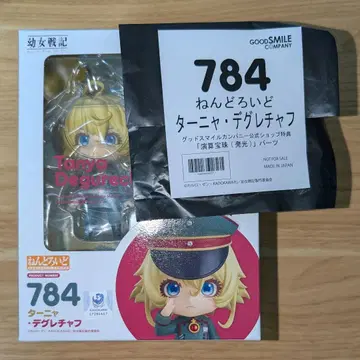 幼女戦記
GOOD SMILE
COMPANY
784
ねんどろいど
ターニャ・デグレチャフ
グッドスマイルカンパニー公式ショップ特典
「演算宝珠(発光)」パーツ
NOT FOR SALE
MADE IN JAPAN
Tanya
Degurechaff
ねんどろいど
784
ターニャ
・デグレチャフ